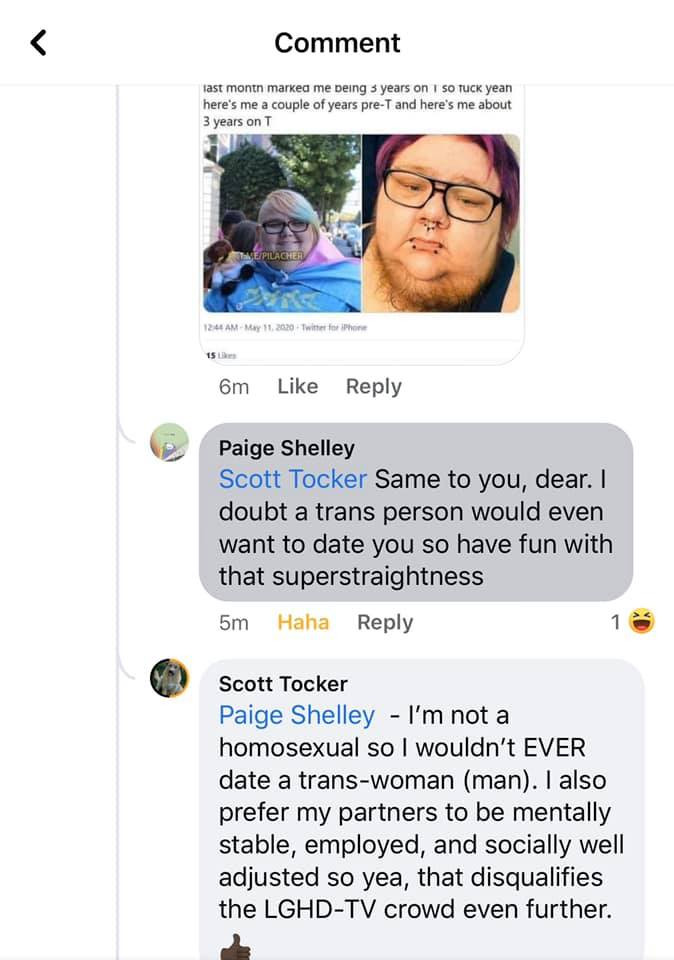 Comment
last month marked me being 3 years on T so fuck yeah
here's me a couple of years pre-T and here's me about
3 years on T
T.ME/PILACHER
12:44 AM · May 11, 2020 · Twitter for iPhone
15 Likes
6m Like Reply
Paige Shelley
Scott Tocker Same to you, dear. I
doubt a trans person would even
want to date you so have fun with
that superstraightness
5m Haha Reply 1
Scott Tocker
Paige Shelley - I’m not a
homosexual so I wouldn’t EVER
date a trans-woman (man). I also
prefer my partners to be mentally
stable, employed, and socially well
adjusted so yea, that disqualifies
the LGHD-TV crowd even further.